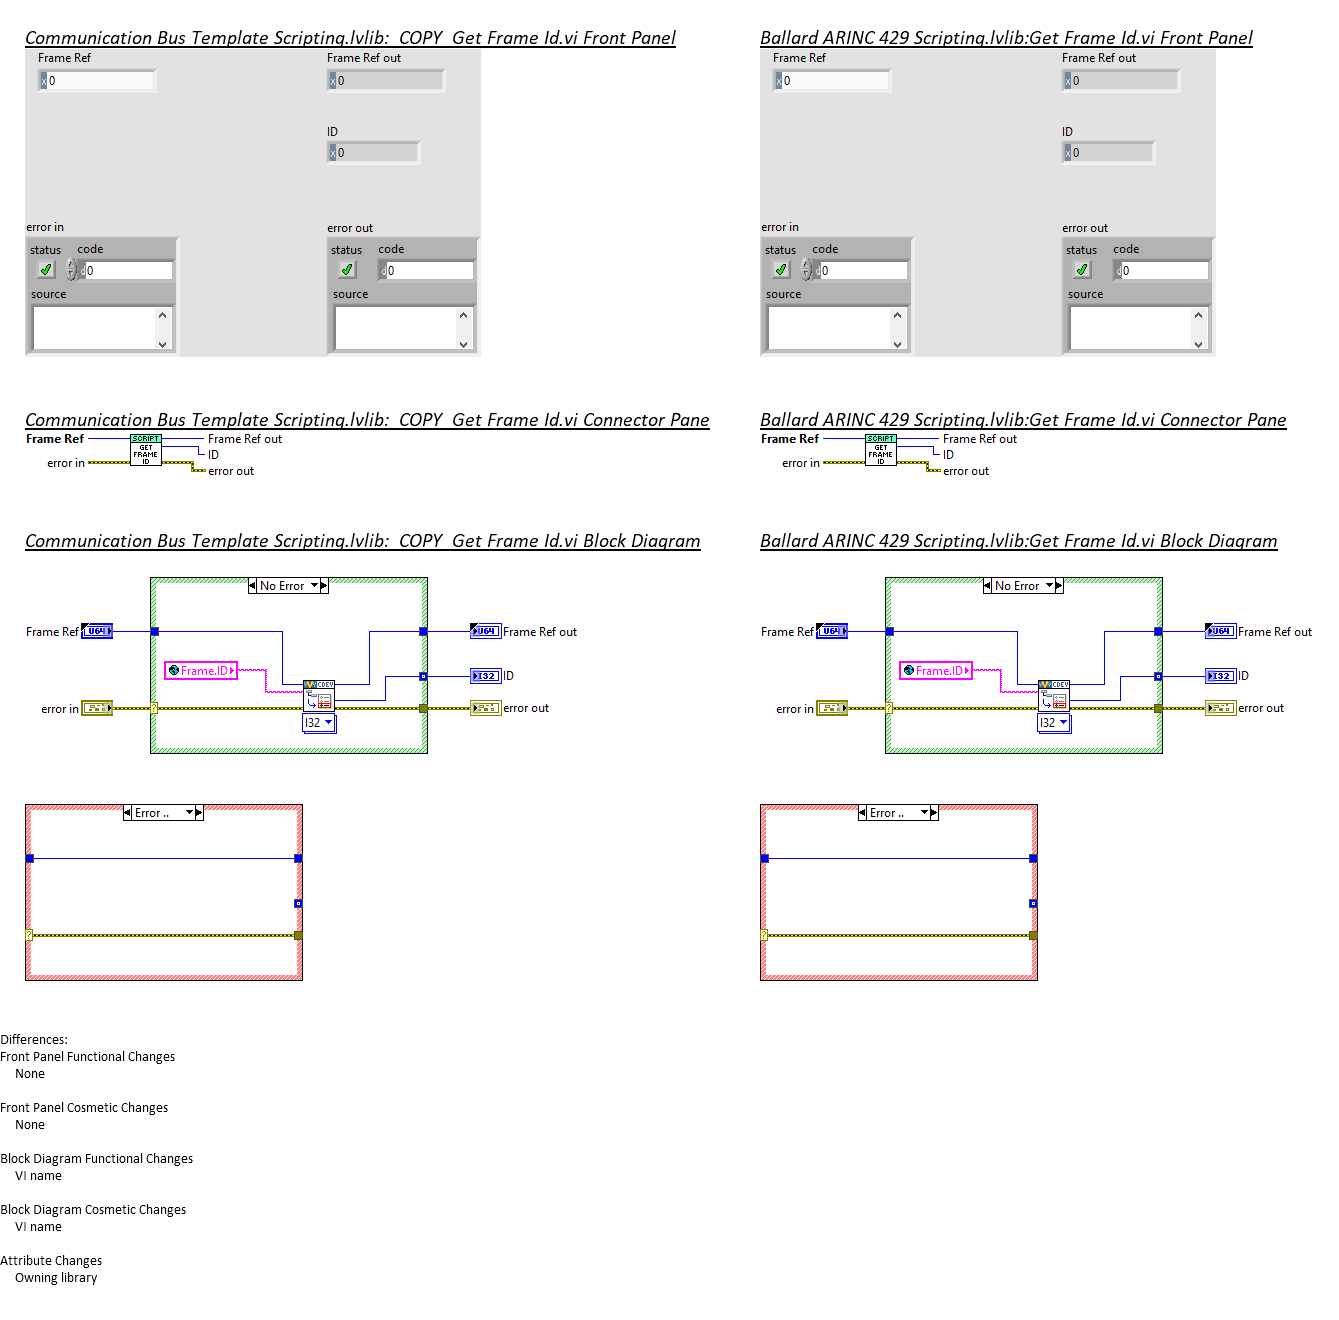 Communication Bus Template Scripting.lvlib:  COPY  Get Frame Id.vi Front Panel
Frame Ref
x 0
Frame Ref out
x 0
ID
x 0
error in
status code
d 0
source
error out
status code
d 0
source
Ballard ARINC 429 Scripting.lvlib:Get Frame Id.vi Front Panel
Frame Ref
x 0
Frame Ref out
x 0
ID
x 0
error in
status code
d 0
source
error out
status code
d 0
source
Communication Bus Template Scripting.lvlib:  COPY  Get Frame Id.vi Connector Pane
Frame Ref
error in
SCRIPT
GET
FRAME
ID
Frame Ref out
ID
error out
Ballard ARINC 429 Scripting.lvlib:Get Frame Id.vi Connector Pane
Frame Ref
error in
SCRIPT
GET
FRAME
ID
Frame Ref out
ID
error out
Communication Bus Template Scripting.lvlib:  COPY  Get Frame Id.vi Block Diagram
No Error
Frame Ref U64
U64 Frame Ref out
Frame.ID
I32 ID
CDEV
error in
?
error out
I32
Error ..
?
Ballard ARINC 429 Scripting.lvlib:Get Frame Id.vi Block Diagram
No Error
Frame Ref U64
U64 Frame Ref out
Frame.ID
I32 ID
CDEV
error in
?
error out
I32
Error ..
?
Differences:
Front Panel Functional Changes
None
Front Panel Cosmetic Changes
None
Block Diagram Functional Changes
VI name
Block Diagram Cosmetic Changes
VI name
Attribute Changes
Owning library